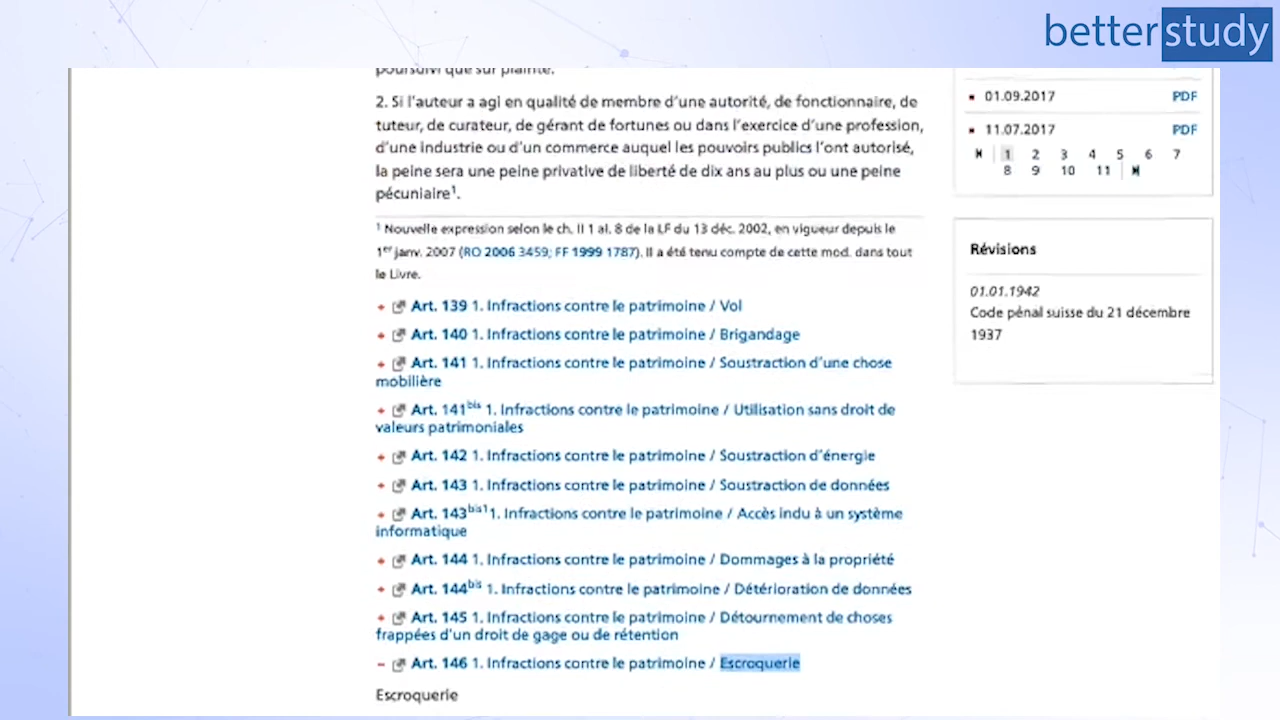 betterstudy
poursuivi que sur plainte.
2. Si l'auteur a agi en qualité de membre d'une autorité, de fonctionnaire, de
tuteur, de curateur, de gérant de fortunes ou dans l'exercice d'une profession,
d'une industrie ou d'un commerce auquel les pouvoirs publics l'ont autorisé,
la peine sera une peine privative de liberté de dix ans au plus ou une peine
pécuniaire¹.
¹ Nouvelle expression selon le ch. II 1 al. 8 de la LF du 13 déc. 2002, en vigueur depuis le
1er janv. 2007 (RO 2006 3459; FF 1999 1787). Il a été tenu compte de cette mod. dans tout
le Livre.
Art. 139 1. Infractions contre le patrimoine / Vol
Art. 140 1. Infractions contre le patrimoine / Brigandage
Art. 141 1. Infractions contre le patrimoine / Soustraction d'une chose
mobilière
Art. 141bis 1. Infractions contre le patrimoine / Utilisation sans droit de
valeurs patrimoniales
Art. 142 1. Infractions contre le patrimoine / Soustraction d'énergie
Art. 143 1. Infractions contre le patrimoine / Soustraction de données
Art. 143bis1 1. Infractions contre le patrimoine / Accès indu à un système
informatique
Art. 144 1. Infractions contre le patrimoine / Dommages à la propriété
Art. 144bis 1. Infractions contre le patrimoine / Détérioration de données
Art. 145 1. Infractions contre le patrimoine / Détournement de choses
frappées d'un droit de gage ou de rétention
Art. 146 1. Infractions contre le patrimoine / Escroquerie
Escroquerie
01.09.2017 PDF
11.07.2017 PDF
1 2 3 4 5 6 7
8 9 10 11
Révisions
01.01.1942
Code pénal suisse du 21 décembre
1937